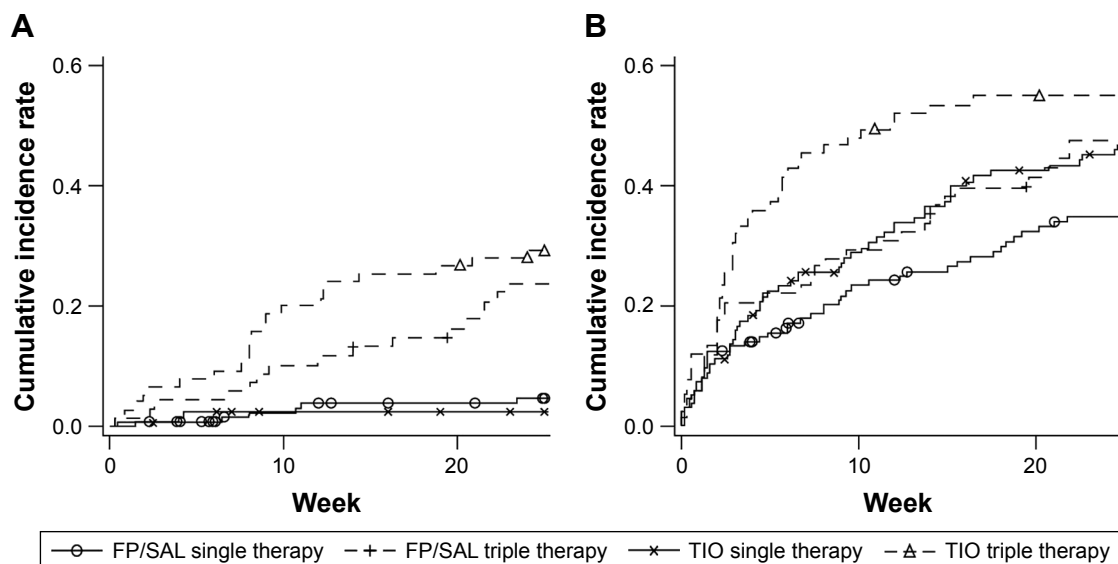 A
B
0.6
0.4
0.2
0.0
Cumulative incidence rate
0
10
20
Week
0.6
0.4
0.2
0.0
Cumulative incidence rate
0
10
20
Week
FP/SAL single therapy
FP/SAL triple therapy
TIO single therapy
TIO triple therapy